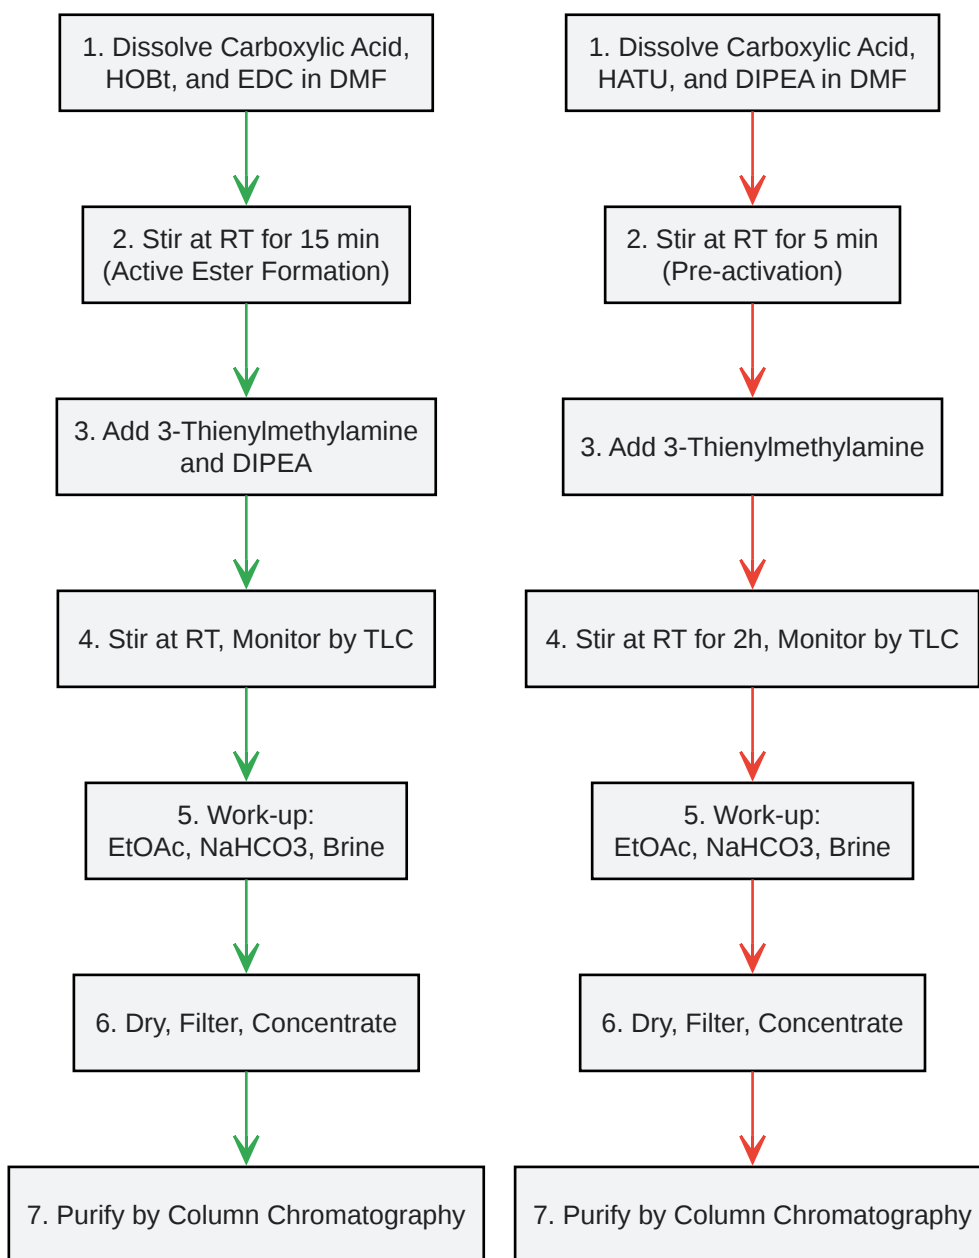 1. Dissolve Carboxylic Acid,
HOBt, and EDC in DMF
2. Stir at RT for 15 min
(Active Ester Formation)
3. Add 3-Thienylmethylamine
and DIPEA
4. Stir at RT, Monitor by TLC
5. Work-up:
EtOAc, NaHCO3, Brine
6. Dry, Filter, Concentrate
7. Purify by Column Chromatography
1. Dissolve Carboxylic Acid,
HATU, and DIPEA in DMF
2. Stir at RT for 5 min
(Pre-activation)
3. Add 3-Thienylmethylamine
4. Stir at RT for 2h, Monitor by TLC
5. Work-up:
EtOAc, NaHCO3, Brine
6. Dry, Filter, Concentrate
7. Purify by Column Chromatography